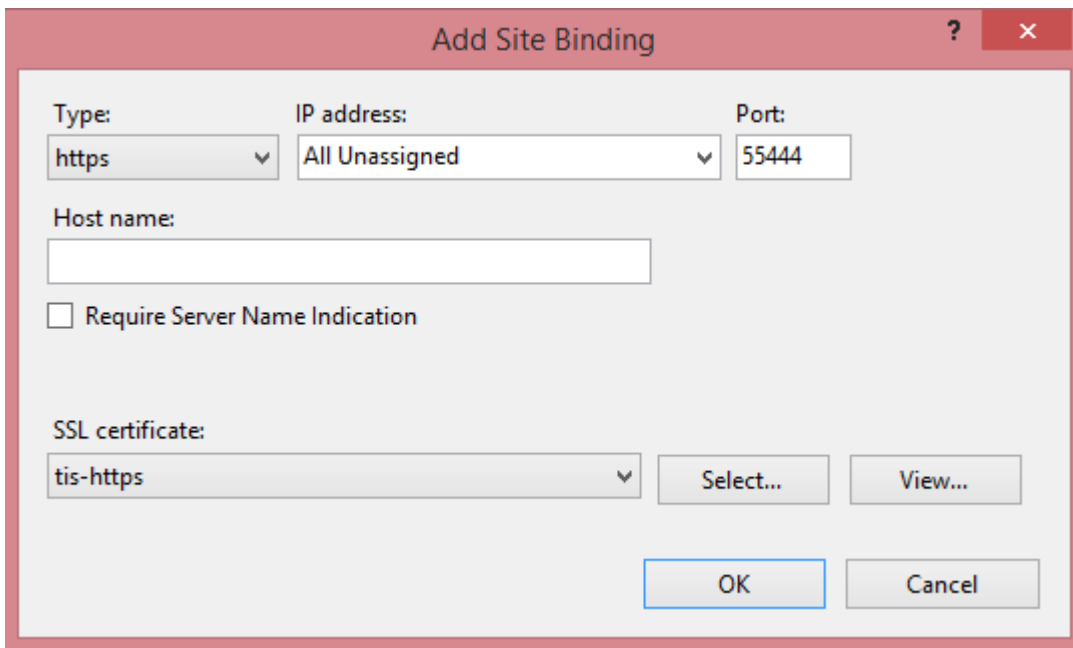 Add Site Binding
?
Type:
IP address:
Port:
https
All Unassigned
55444
Host name:
Require Server Name Indication
SSL certificate:
tis-https
Select...
View...
OK
Cancel